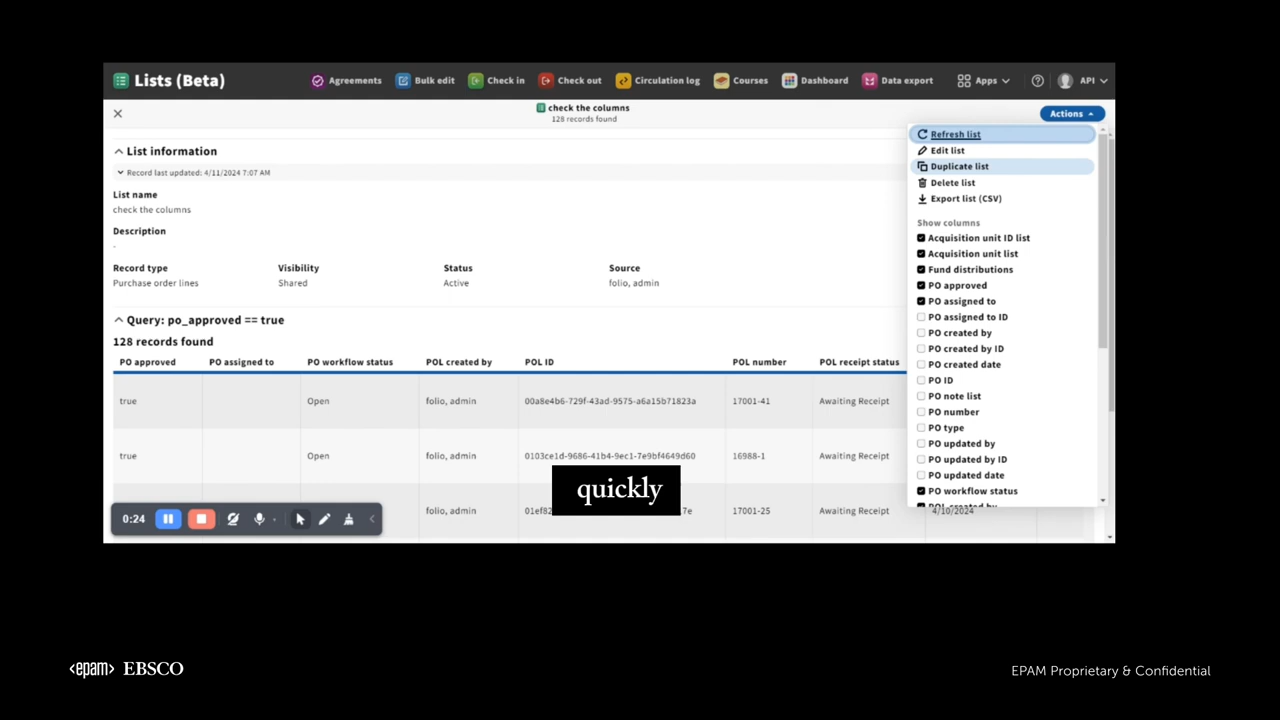 Lists (Beta)
Agreements
Bulk edit
Check in
Check out
Circulation log
Courses
Dashboard
Data export
Apps
API
check the columns
128 records found
Actions
List information
Record last updated: 4/11/2024 7:07 AM
List name
check the columns
Description
-
Record type
Visibility
Status
Source
Purchase order lines
Shared
Active
folio, admin
Query: po_approved == true
128 records found
PO approved
PO assigned to
PO workflow status
POL created by
POL ID
POL number
POL receipt status
true
Open
folio, admin
00a8e4b6-729f-43ad-9575-a6a15b71823a
17001-41
Awaiting Receipt
true
Open
folio, admin
0103ce1d-9686-41b4-9ec1-7e9bf4649d60
16988-1
Awaiting Receipt
folio, admin
17001-25
Awaiting Receipt
4/10/2024
Refresh list
Edit list
Duplicate list
Delete list
Export list (CSV)
Show columns
Acquisition unit ID list
Acquisition unit list
Fund distributions
PO approved
PO assigned to
PO assigned to ID
PO created by
PO created by ID
PO created date
PO ID
PO note list
PO number
PO type
PO updated by
PO updated by ID
PO updated date
PO workflow status
POL created by
quickly
0:24
<epam> EBSCO
EPAM Proprietary & Confidential